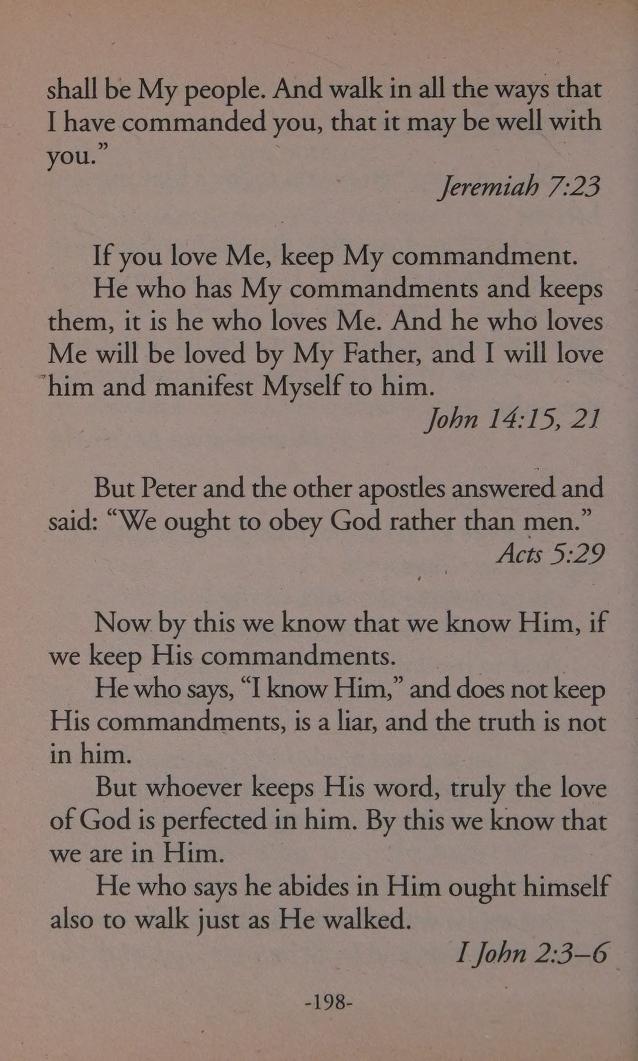 shall be My people. And walk in all the ways that
I have commanded you, that it may be well with
you.”
Jeremiah 7:23
If you love Me, keep My commandment.
He who has My commandments and keeps
them, it is he who loves Me. And he who loves
Me will be loved by My Father, and I will love
him and manifest Myself to him.
John 14:15, 21
But Peter and the other apostles answered and
said: “We ought to obey God rather than men.”
Acts 5:29
Now by this we know that we know Him, if
we keep His commandments.
He who says, “I know Him,” and does not keep
His commandments, is a liar, and the truth is not
in him.
But whoever keeps His word, truly the love
of God is perfected in him. By this we know that
we are in Him.
He who says he abides in Him ought himself
also to walk just as He walked.
I John 2:3–6
-198-